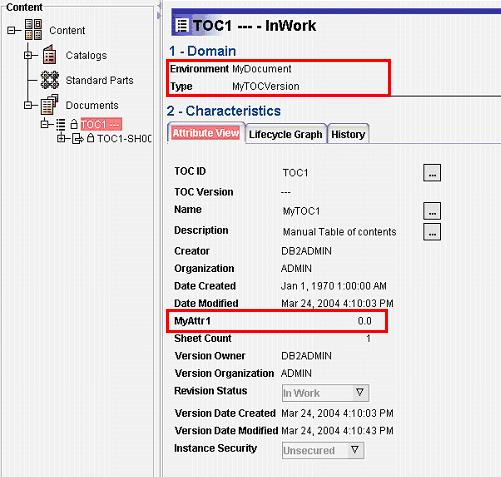 Content
Content
Catalogs
Standard Parts
Documents
TOC1 ---
TOC1-SH00
TOC1 --- - InWork
1 - Domain
Environment MyDocument
Type MyTOCVersion
2 - Characteristics
Attribute View Lifecycle Graph History
TOC ID TOC1 ...
TOC Version ---
Name MyTOC1 ...
Description Manual Table of contents ...
Creator DB2ADMIN
Organization ADMIN
Date Created Jan 1, 1970 1:00:00 AM
Date Modified Mar 24, 2004 4:10:03 PM
MyAttr1 0.0
Sheet Count 1
Version Owner DB2ADMIN
Version Organization ADMIN
Revision Status In Work
Version Date Created Mar 24, 2004 4:10:03 PM
Version Date Modified Mar 24, 2004 4:10:43 PM
Instance Security Unsecured